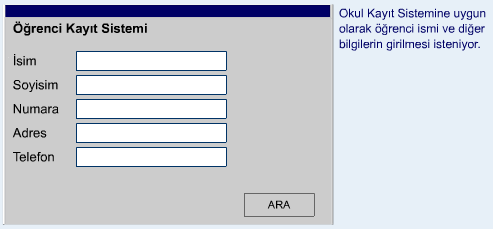 Öğrenci Kayıt Sistemi
İsim
Soyisim
Numara
Adres
Telefon
ARA
Okul Kayıt Sistemine uygun
olarak öğrenci ismi ve diğer
bilgilerin girilmesi isteniyor.